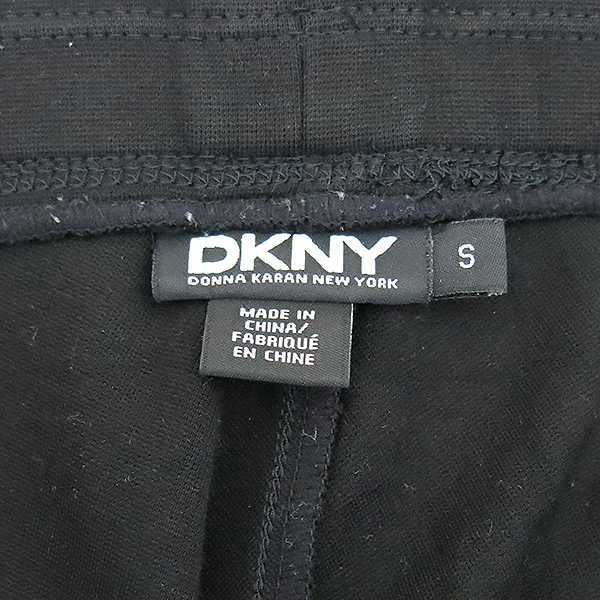 DKNY
DONNA KARAN NEW YORK
S
MADE IN
CHINA/
FABRIQUÉ
EN CHINE